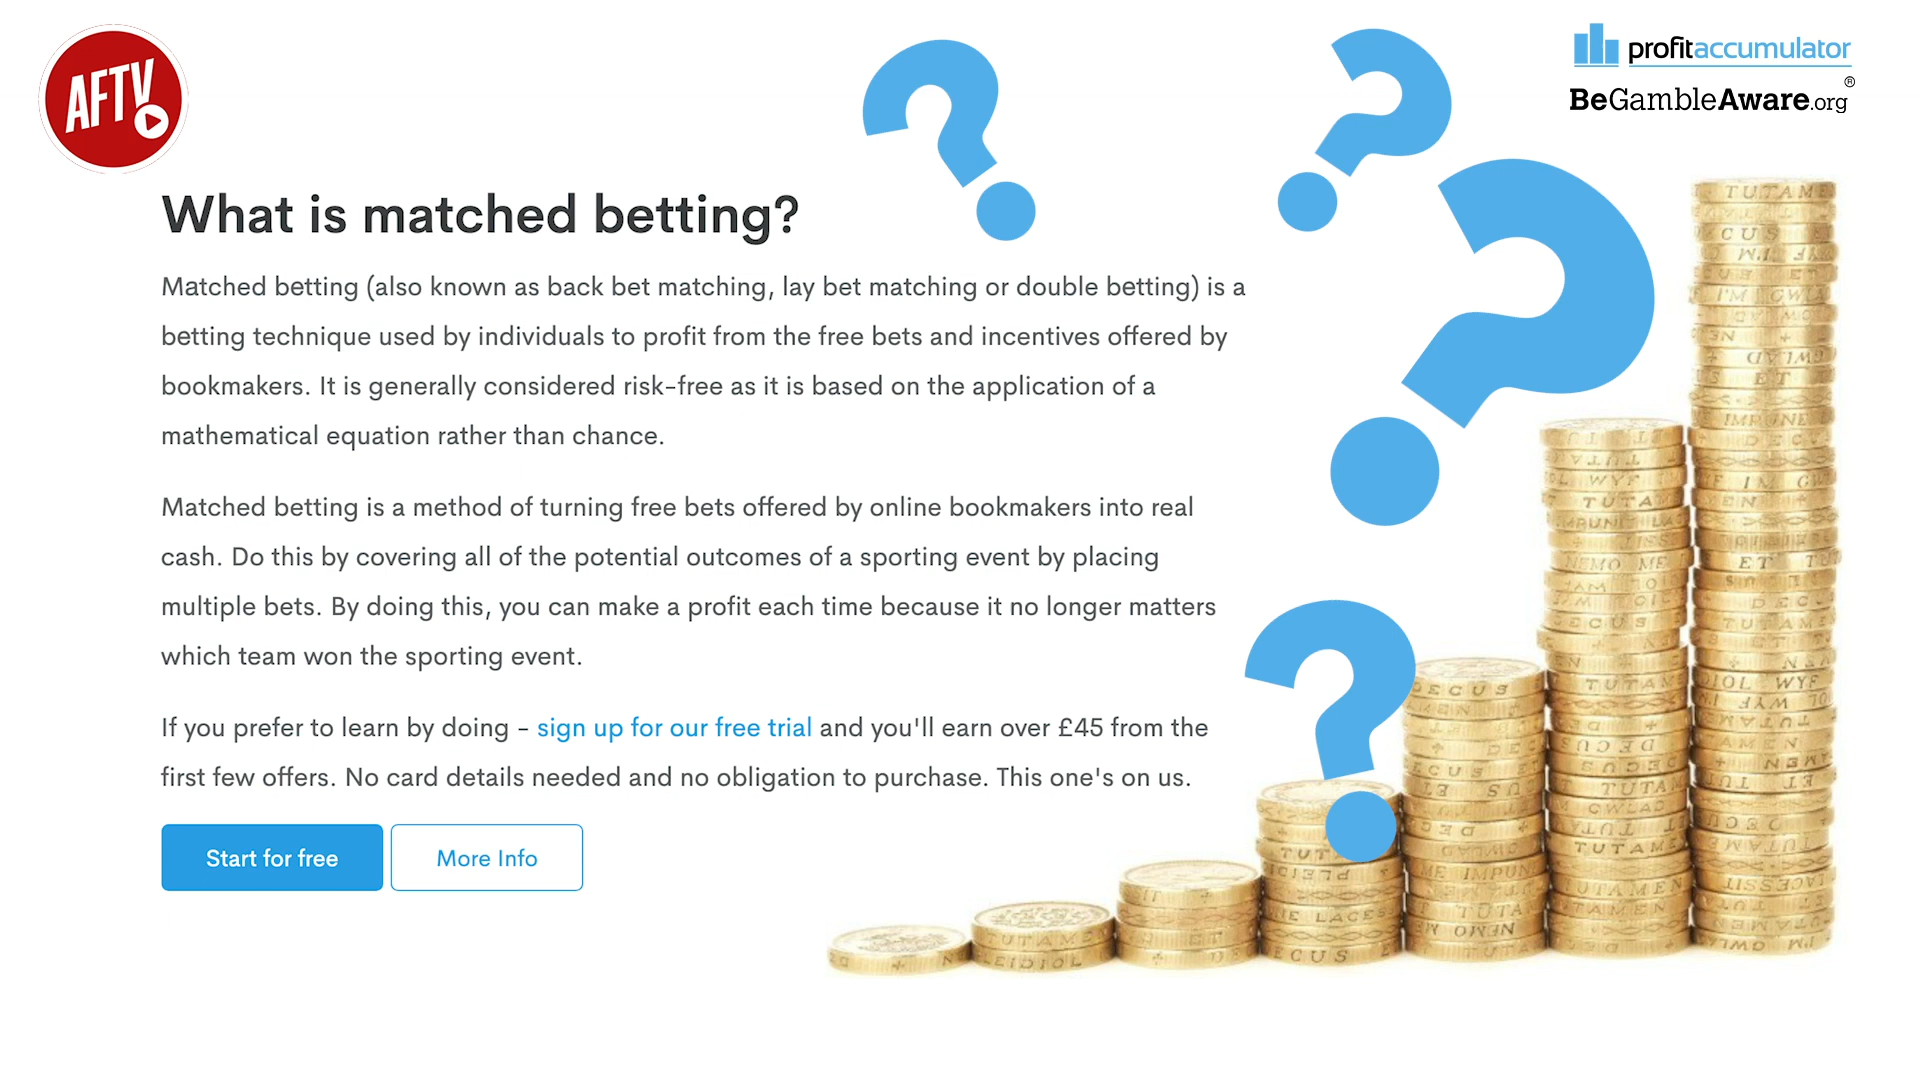 AFTV
profitaccumulator
BeGambleAware.org®
What is matched betting?
Matched betting (also known as back bet matching, lay bet matching or double betting) is a
betting technique used by individuals to profit from the free bets and incentives offered by
bookmakers. It is generally considered risk-free as it is based on the application of a
mathematical equation rather than chance.
Matched betting is a method of turning free bets offered by online bookmakers into real
cash. Do this by covering all of the potential outcomes of a sporting event by placing
multiple bets. By doing this, you can make a profit each time because it no longer matters
which team won the sporting event.
If you prefer to learn by doing - sign up for our free trial and you'll earn over £45 from the
first few offers. No card details needed and no obligation to purchase. This one's on us.
Start for free
More Info